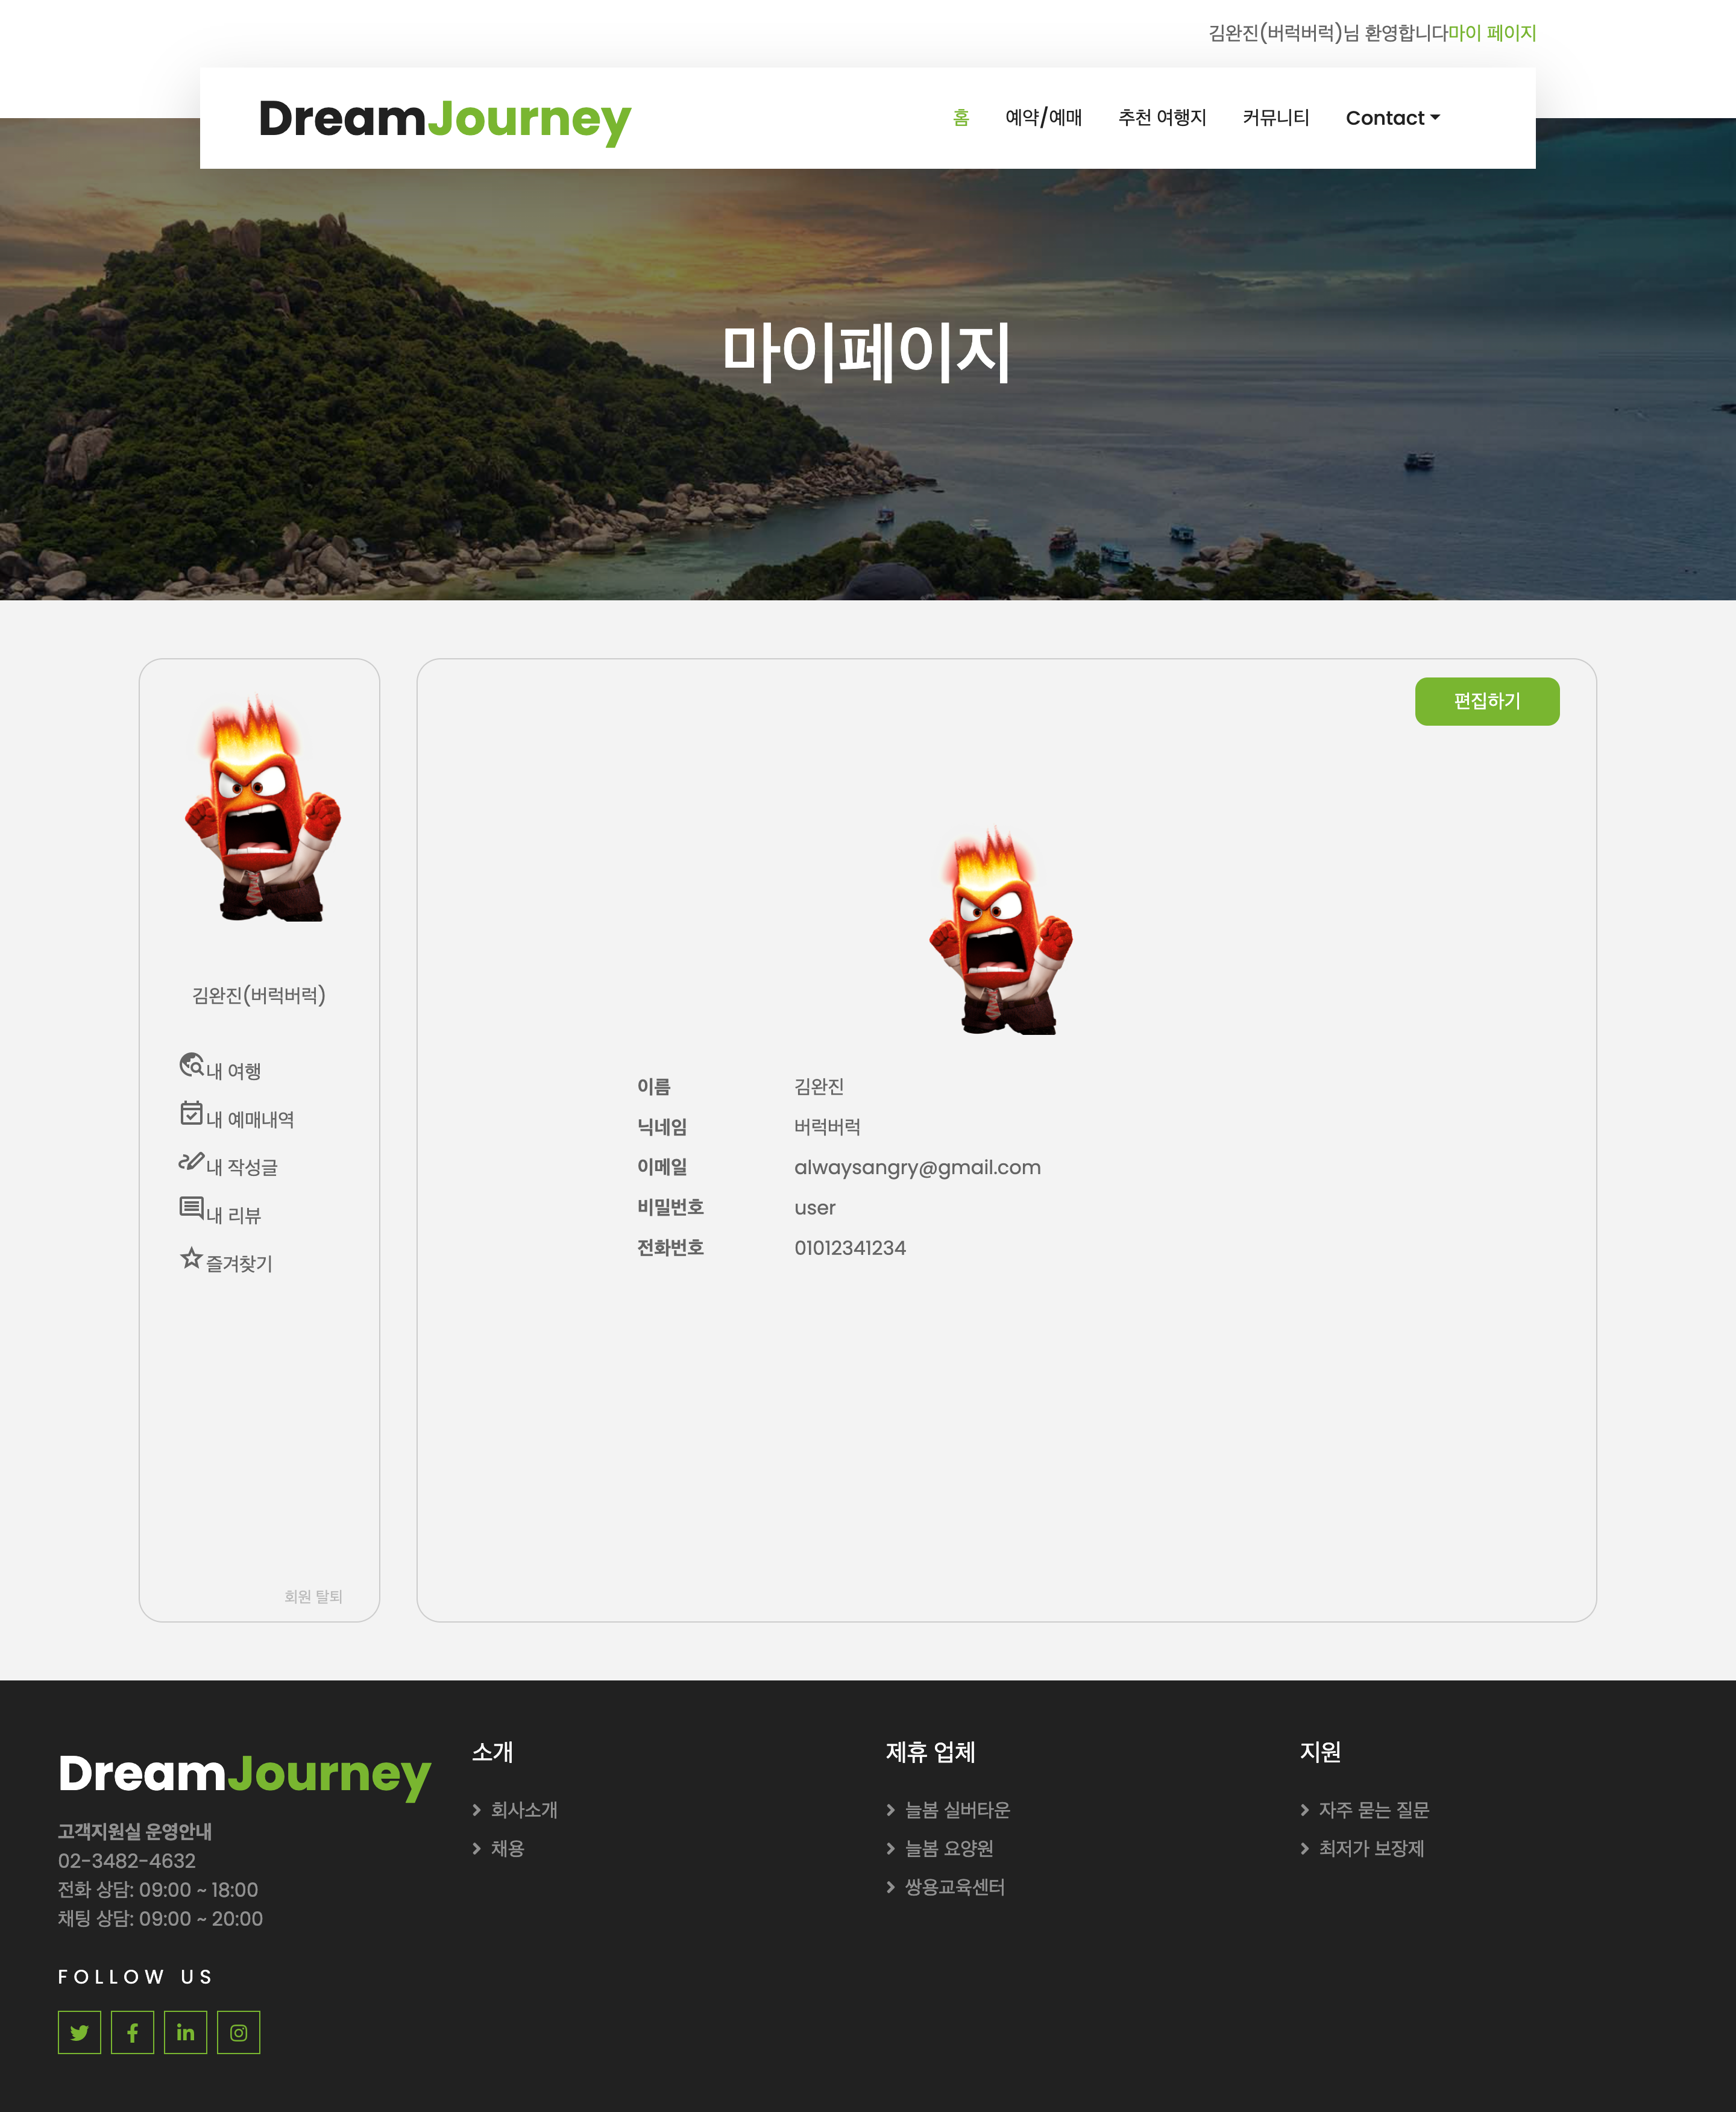 김완진(버럭버럭)님 환영합니다마이 페이지
DreamJourney
홈 예약/예매 추천 여행지 커뮤니티 Contact
마이페이지
편집하기
김완진(버럭버럭)
내 여행
내 예매내역
내 작성글
내 리뷰
즐겨찾기
회원 탈퇴
이름 김완진
닉네임 버럭버럭
이메일 alwaysangry@gmail.com
비밀번호 user
전화번호 01012341234
DreamJourney
고객지원실 운영안내
02-3482-4632
전화 상담: 09:00 ~ 18:00
채팅 상담: 09:00 ~ 20:00
FOLLOW US
소개
회사소개
채용
제휴 업체
늘봄 실버타운
늘봄 요양원
쌍용교육센터
지원
자주 묻는 질문
최저가 보장제